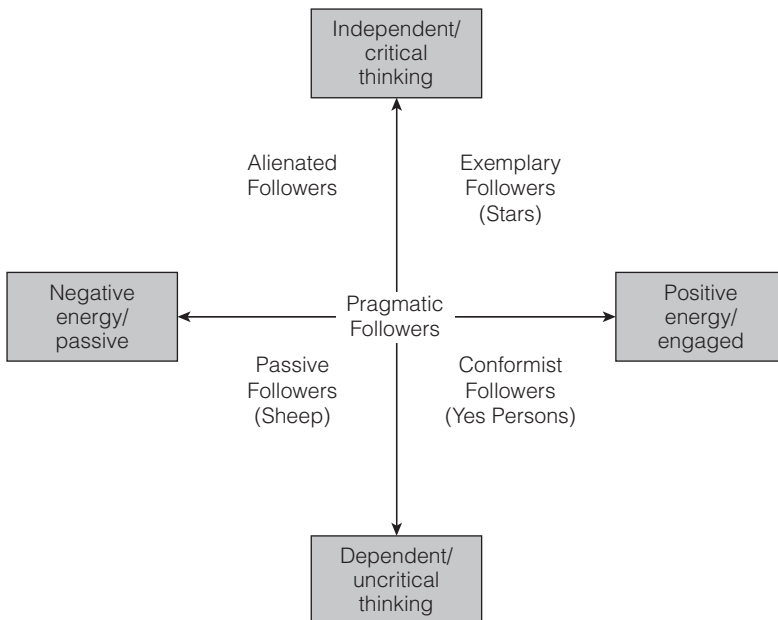 Independent/
critical
thinking
Alienated
Followers
Exemplary
Followers
(Stars)
Negative
energy/
passive
Pragmatic
Followers
Positive
energy/
engaged
Passive
Followers
(Sheep)
Conformist
Followers
(Yes Persons)
Dependent/
uncritical
thinking